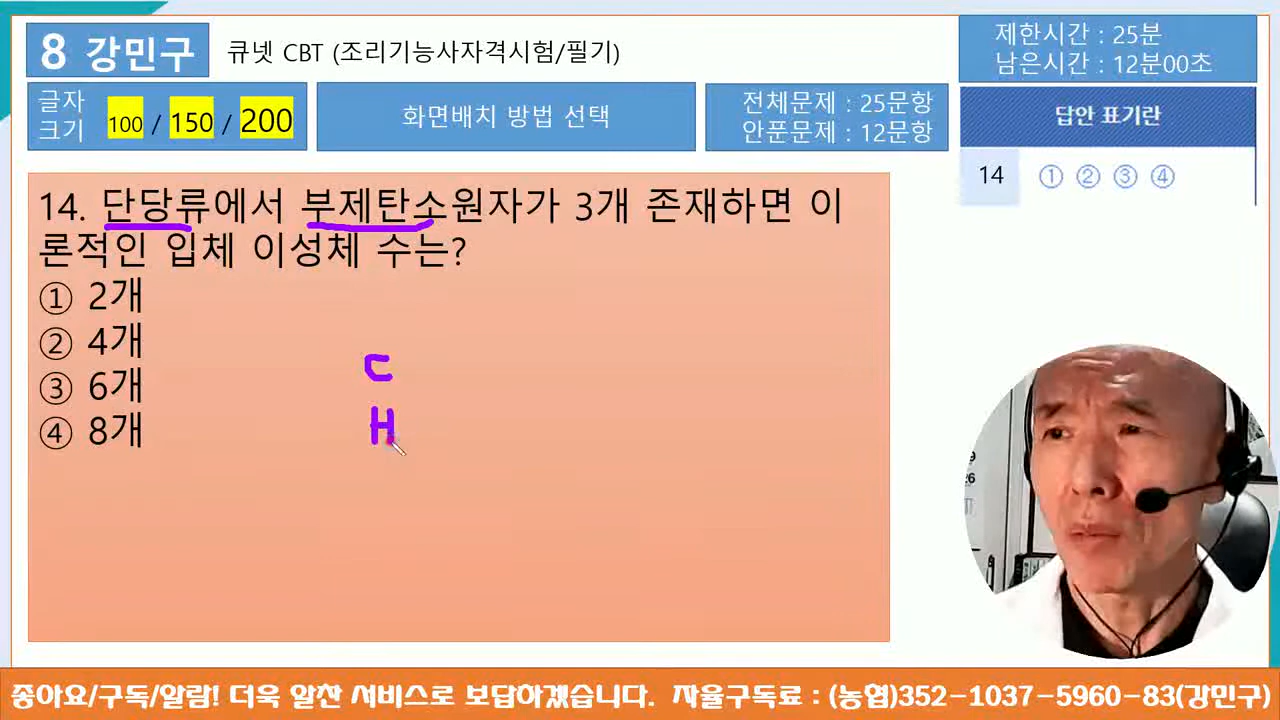 8 강민구
큐넷 CBT (조리기능사자격시험/필기)
제한시간 : 25분
남은시간 : 12분00초
글자
크기
100 / 150 / 200
화면배치 방법 선택
전체문제 : 25문항
안푼문제 : 12문항
답안 표기란
14 ① ② ③ ④
14. 단당류에서 부제탄소원자가 3개 존재하면 이
론적인 입체 이성체 수는?
① 2개
② 4개
③ 6개
④ 8개
C
H
좋아요/구독/알람! 더욱 알찬 서비스로 보답하겠습니다. 자율구독료 : (농협)352-1037-5960-83(강민구)